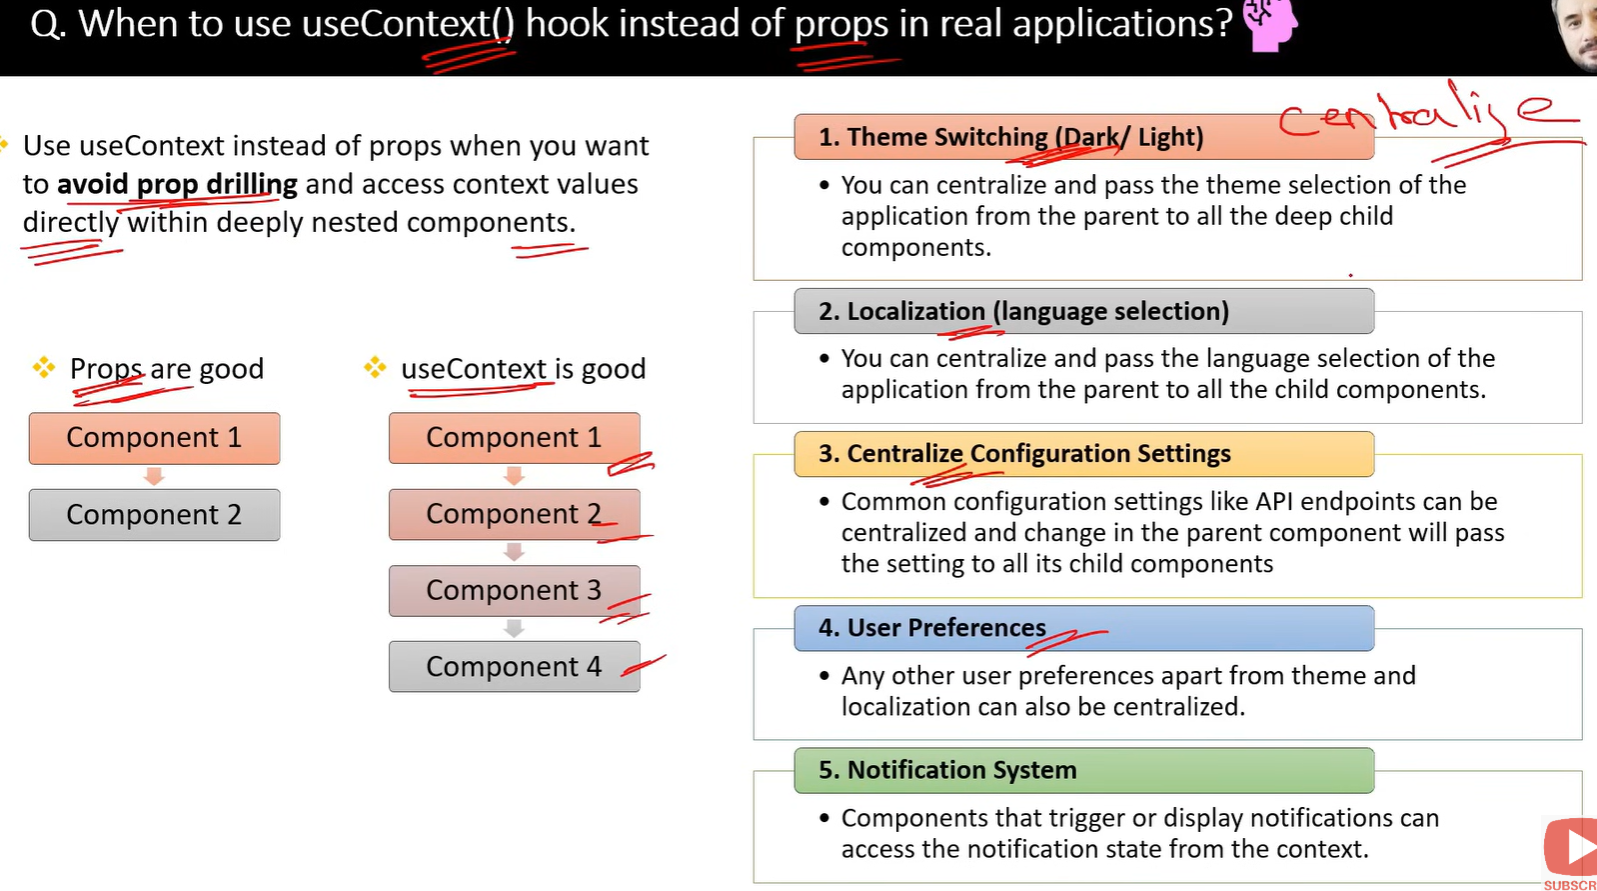 Q. When to use useContext() hook instead of props in real applications?
Use useContext instead of props when you want
to avoid prop drilling and access context values
directly within deeply nested components.
Props are good
Component 1
Component 2
useContext is good
Component 1
Component 2
Component 3
Component 4
centralize
1. Theme Switching (Dark/ Light)
• You can centralize and pass the theme selection of the
application from the parent to all the deep child
components.
2. Localization (language selection)
• You can centralize and pass the language selection of the
application from the parent to all the child components.
3. Centralize Configuration Settings
• Common configuration settings like API endpoints can be
centralized and change in the parent component will pass
the setting to all its child components
4. User Preferences
• Any other user preferences apart from theme and
localization can also be centralized.
5. Notification System
• Components that trigger or display notifications can
access the notification state from the context.
SUBSCR